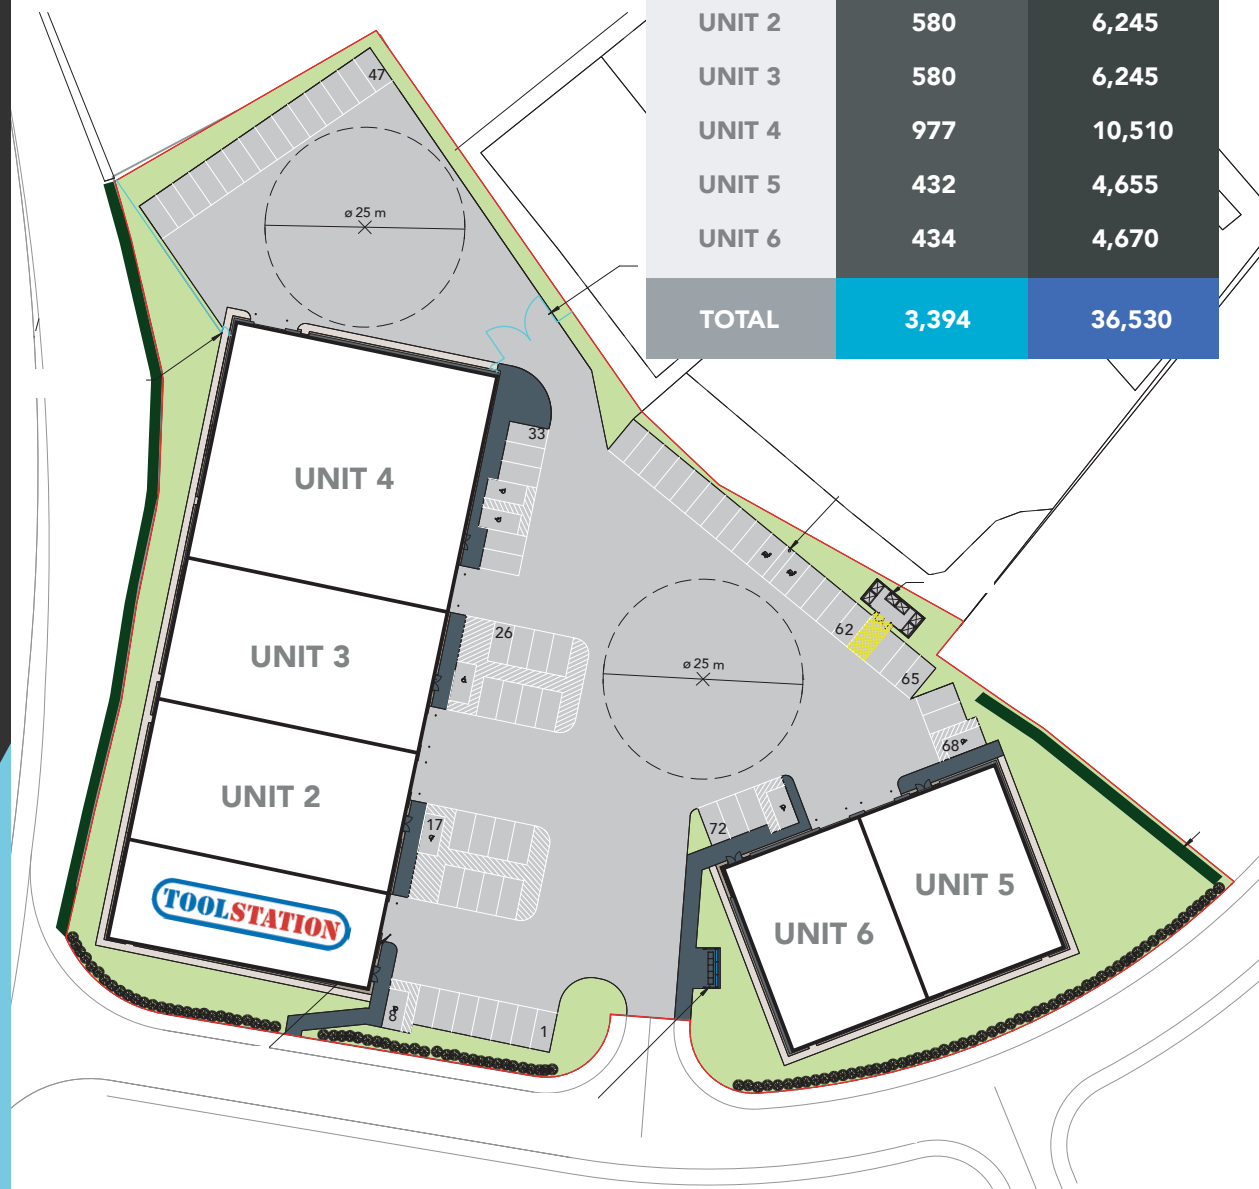 UNIT 2 580 6,245
UNIT 3 580 6,245
UNIT 4 977 10,510
UNIT 5 432 4,655
UNIT 6 434 4,670
TOTAL 3,394 36,530
47
ø 25 m
33
UNIT 4
26
62
UNIT 3
ø 25 m
65
68
UNIT 2
17
72
UNIT 5
TOOLSTATION
UNIT 6
8
1